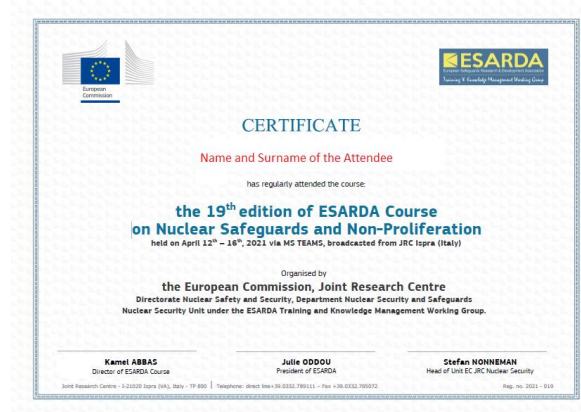 European
Commission
ESARDA
European Safeguards Research & Development Association
Training & Knowledge Management Working Group
CERTIFICATE
Name and Surname of the Attendee
has regularly attended the course:
the 19th edition of ESARDA Course
on Nuclear Safeguards and Non-Proliferation
held on April 12th – 16th, 2021 via MS TEAMS, broadcasted from JRC Ispra (Italy)
Organised by
the European Commission, Joint Research Centre
Directorate Nuclear Safety and Security, Department Nuclear Security and Safeguards
Nuclear Security Unit under the ESARDA Training and Knowledge Management Working Group.
Kamel ABBAS
Director of ESARDA Course
Julie ODDOU
President of ESARDA
Stefan NONNEMAN
Head of Unit EC JRC Nuclear Security
Joint Research Centre - I-21020 Ispra (VA), Italy - TP 800 | Telephone: direct line+39.0332.789111 – Fax +39.0332.785072
Reg. no. 2021 - 019